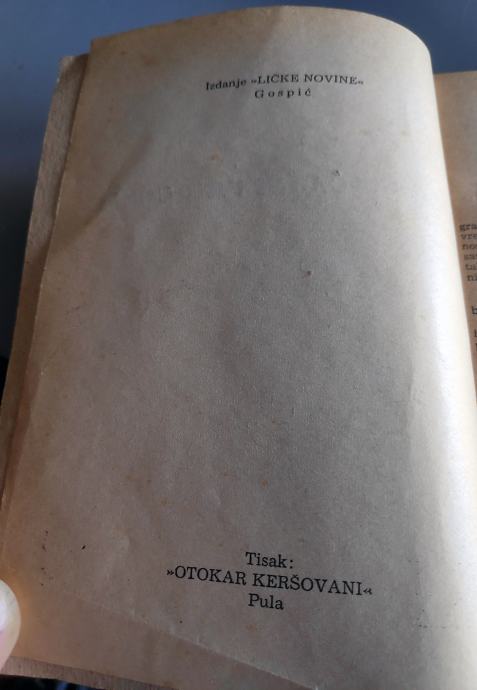 Izdanje »LIČKE NOVINE«
Gospić
Tisak:
»OTOKAR KERŠOVANI«
Pula